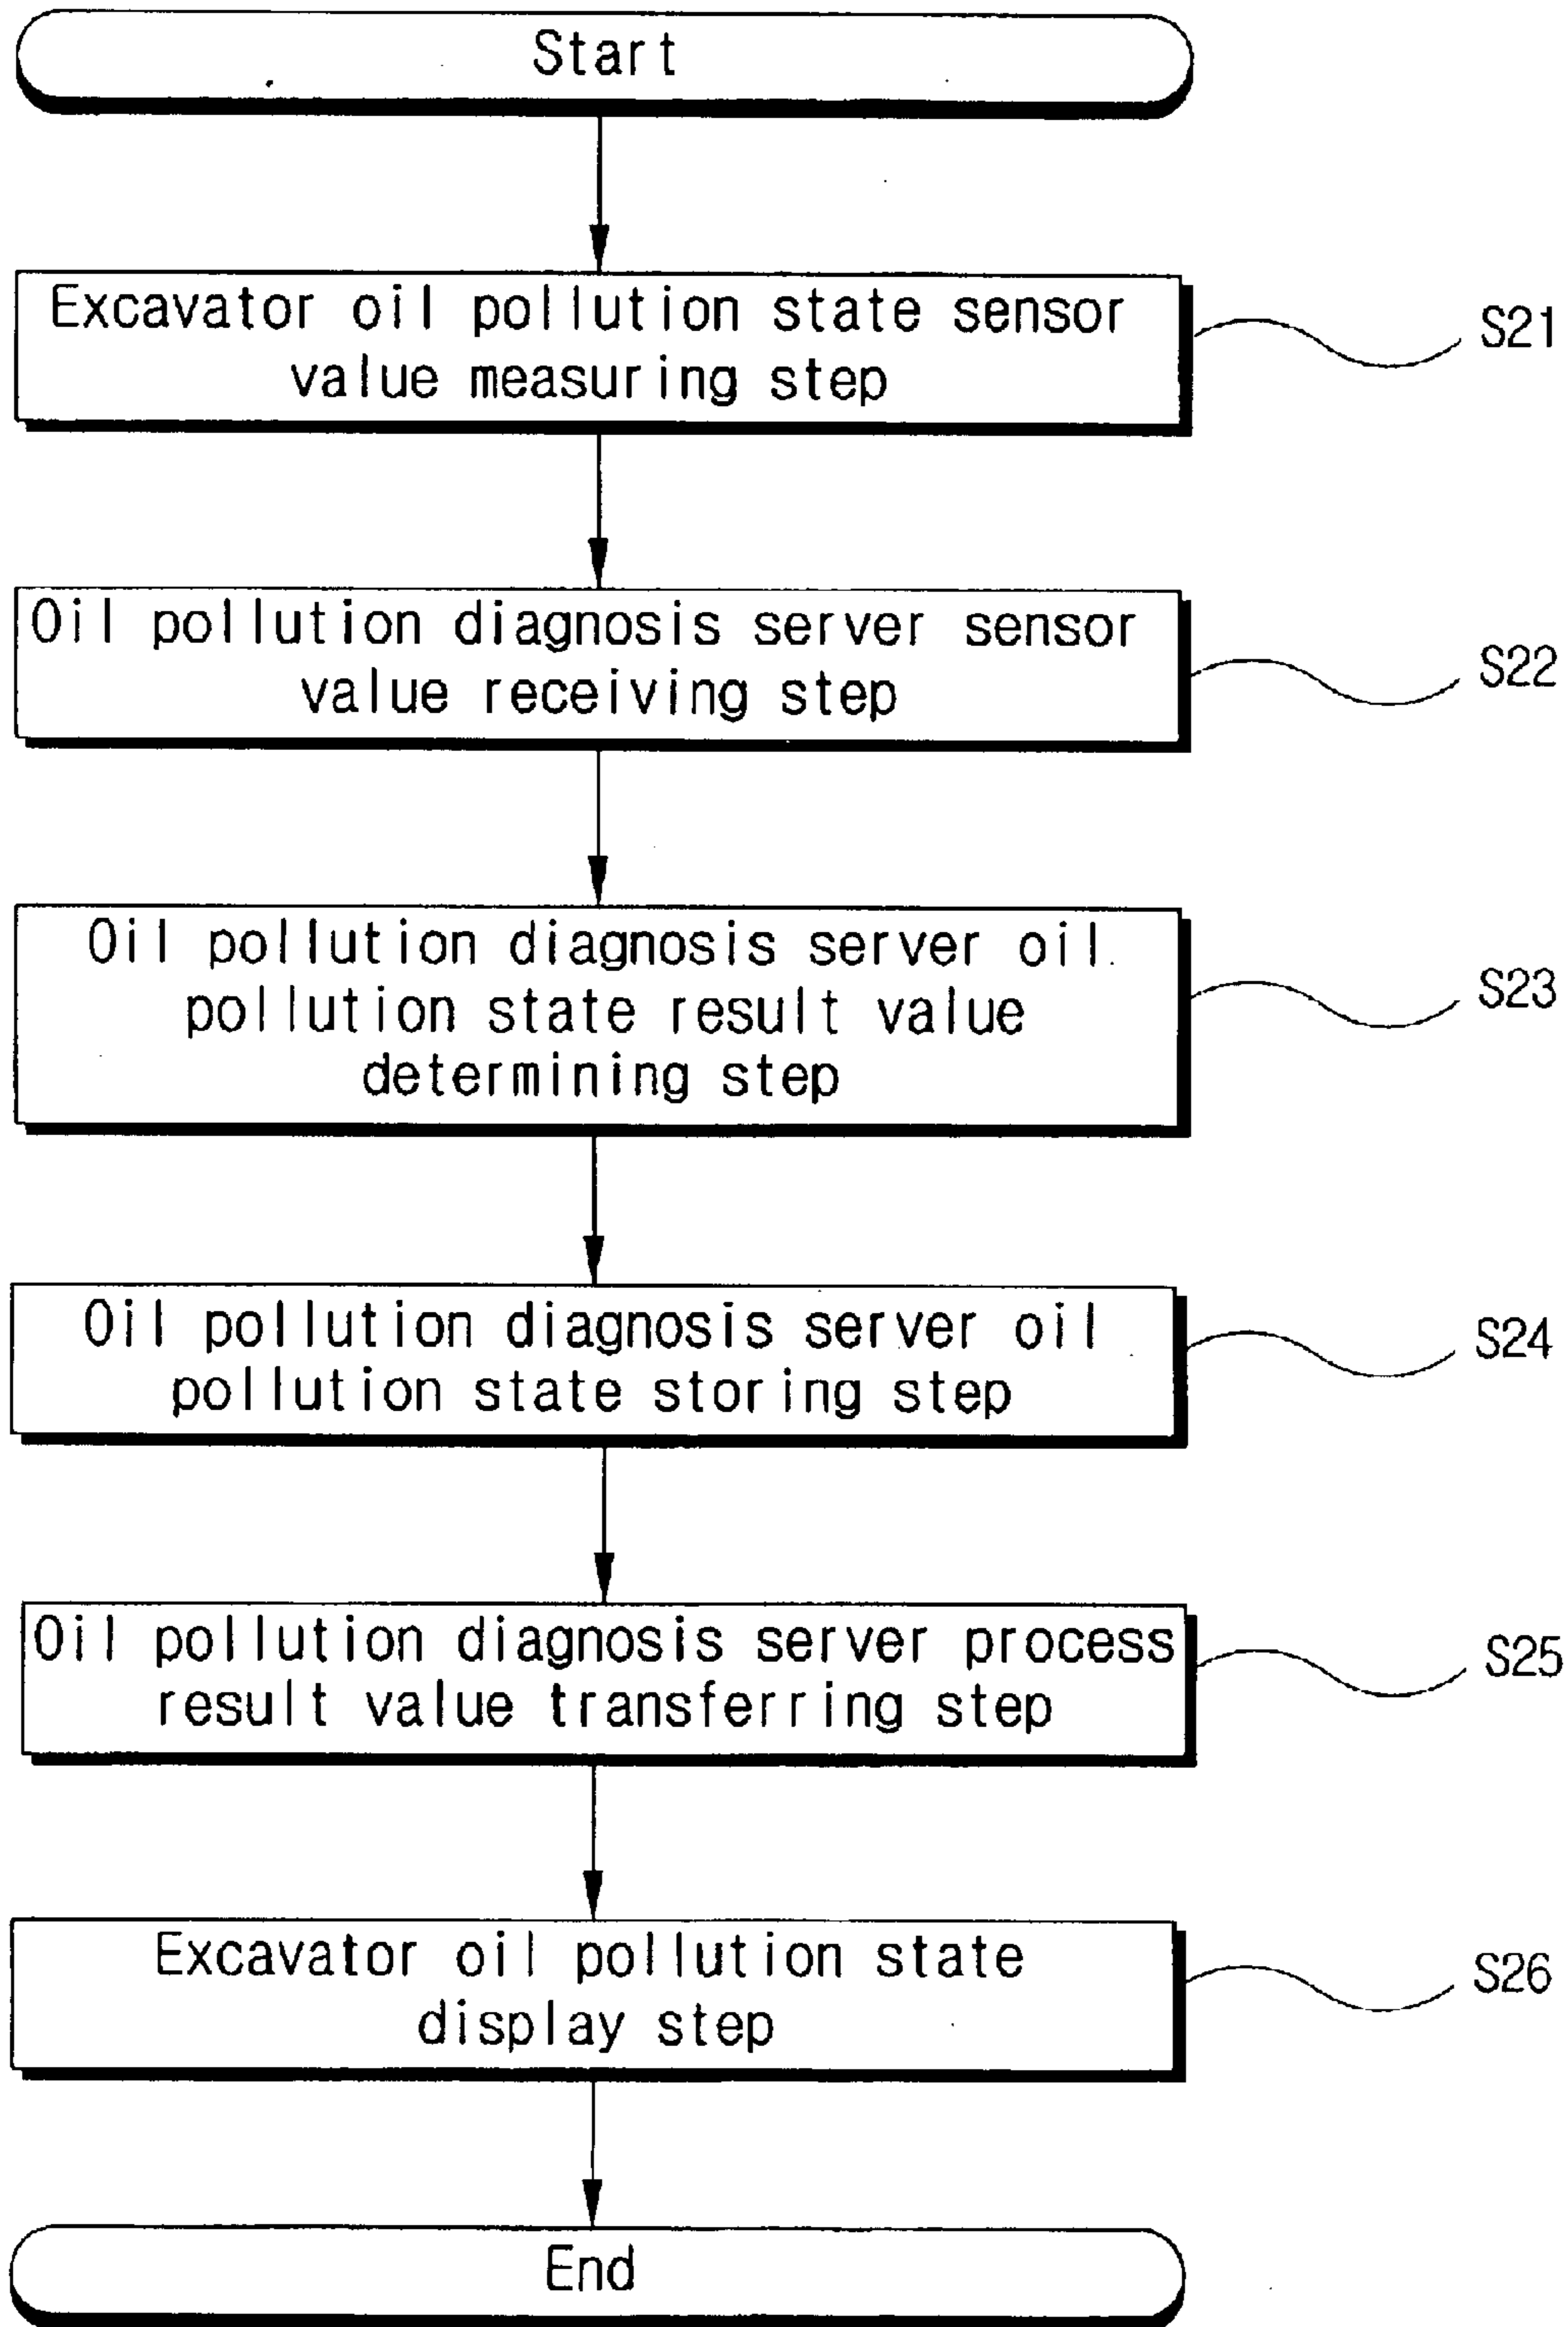 Start
Excavator oil pollution state sensor
value measuring step
S21
Oil pollution diagnosis server sensor
value receiving step
S22
Oil pollution diagnosis server oil
pollution state result value
determining step
S23
Oil pollution diagnosis server oil
pollution state storing step
S24
Oil pollution diagnosis server process
result value transferring step
S25
Excavator oil pollution state
display step
S26
End